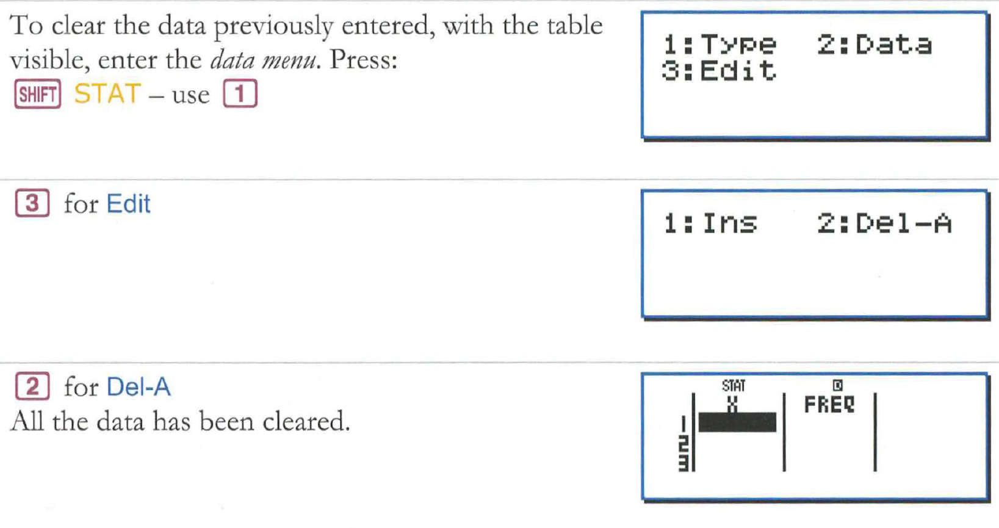 To clear the data previously entered, with the table
visible, enter the data menu. Press:
SHIFT STAT – use 1
1:Type 2:Data
3:Edit
3 for Edit
1:Ins 2:Del-A
2 for Del-A
All the data has been cleared.
STAT D
X FREQ
1
2
3